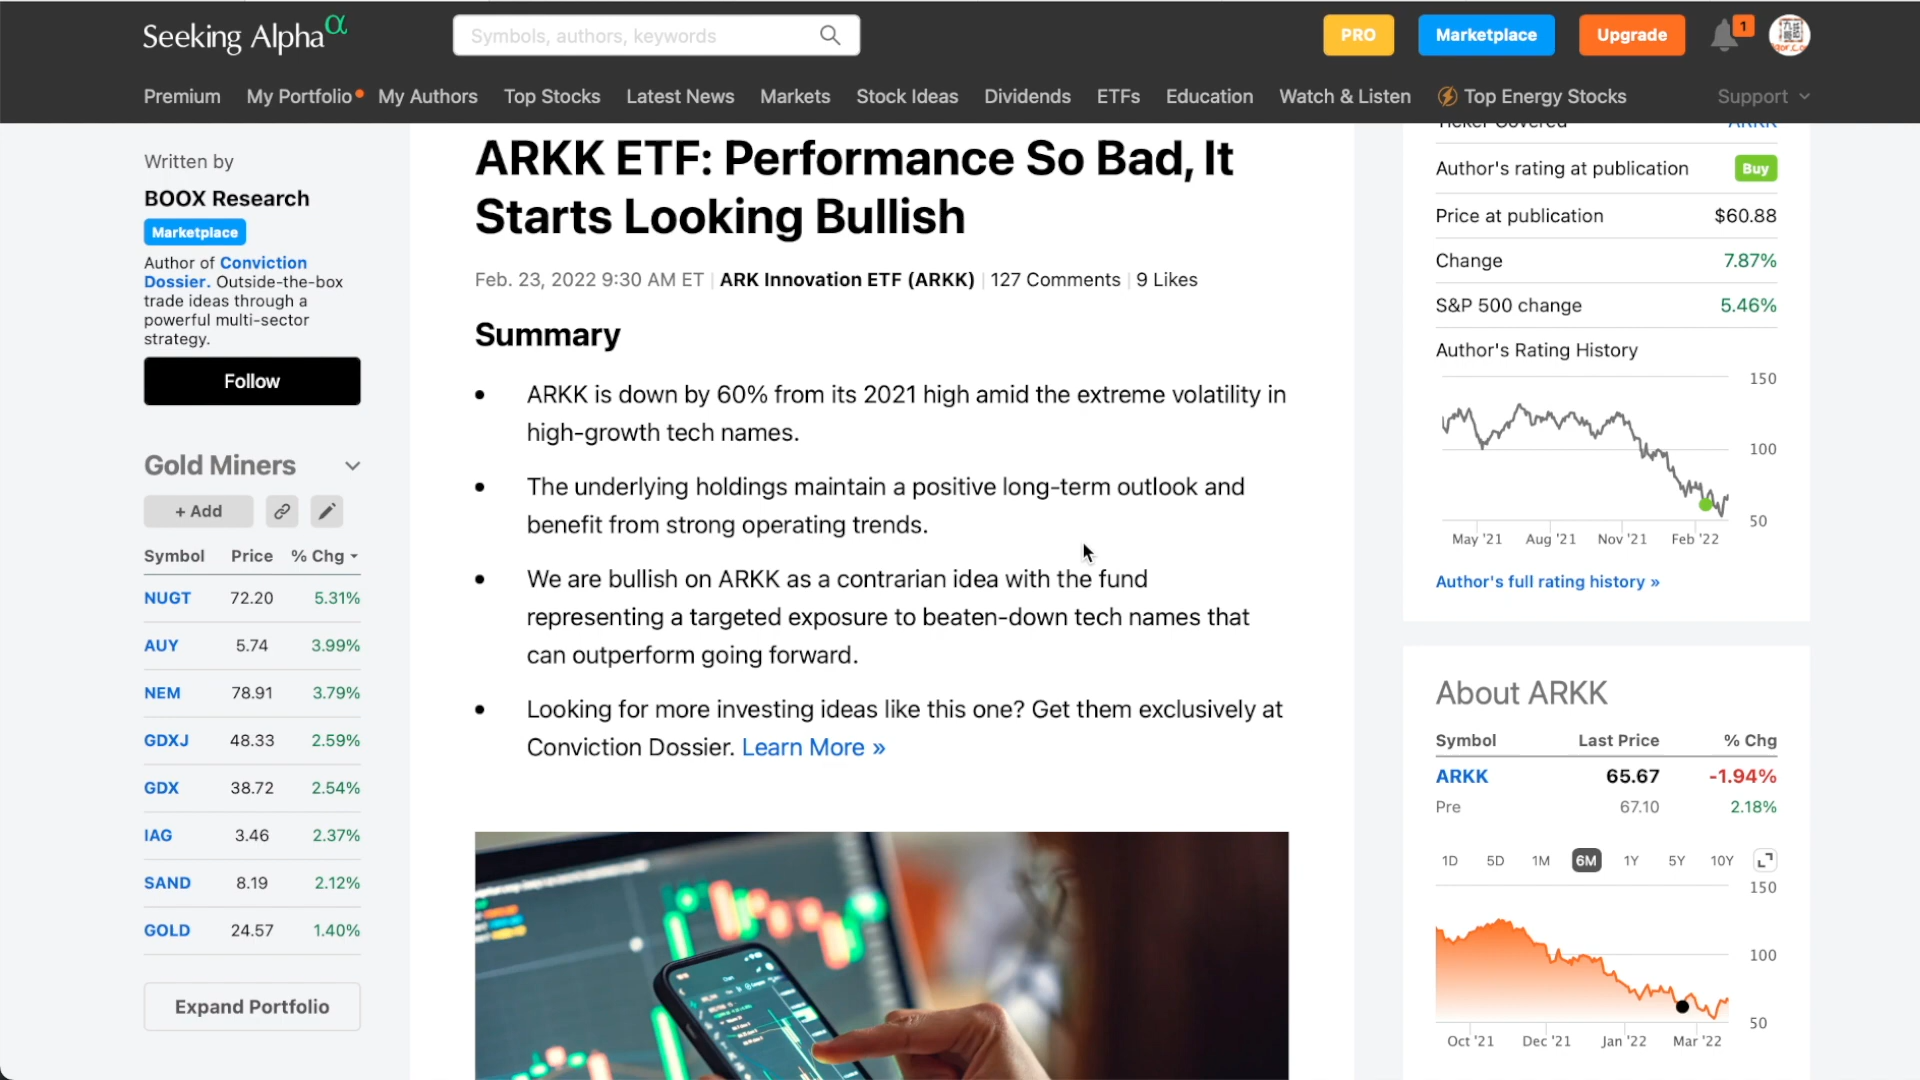 Seeking Alpha α
Symbols, authors, keywords
PRO
Marketplace
Upgrade
1
Premium
My Portfolio
My Authors
Top Stocks
Latest News
Markets
Stock Ideas
Dividends
ETFs
Education
Watch & Listen
Top Energy Stocks
Support
Written by
BOOX Research
Marketplace
Author of Conviction
Dossier. Outside-the-box
trade ideas through a
powerful multi-sector
strategy.
Follow
Gold Miners
+ Add
Symbol Price % Chg
NUGT 72.20 5.31%
AUY 5.74 3.99%
NEM 78.91 3.79%
GDXJ 48.33 2.59%
GDX 38.72 2.54%
IAG 3.46 2.37%
SAND 8.19 2.12%
GOLD 24.57 1.40%
Expand Portfolio
ARKK ETF: Performance So Bad, It
Starts Looking Bullish
Feb. 23, 2022 9:30 AM ET | ARK Innovation ETF (ARKK) | 127 Comments | 9 Likes
Summary
• ARKK is down by 60% from its 2021 high amid the extreme volatility in
high-growth tech names.
• The underlying holdings maintain a positive long-term outlook and
benefit from strong operating trends.
• We are bullish on ARKK as a contrarian idea with the fund
representing a targeted exposure to beaten-down tech names that
can outperform going forward.
• Looking for more investing ideas like this one? Get them exclusively at
Conviction Dossier. Learn More »
Ticker Covered ARKK
Author's rating at publication Buy
Price at publication $60.88
Change 7.87%
S&P 500 change 5.46%
Author's Rating History
150
100
50
May '21 Aug '21 Nov '21 Feb '22
Author's full rating history »
About ARKK
Symbol Last Price % Chg
ARKK 65.67 -1.94%
Pre 67.10 2.18%
1D 5D 1M 6M 1Y 5Y 10Y
150
100
50
Oct '21 Dec '21 Jan '22 Mar '22